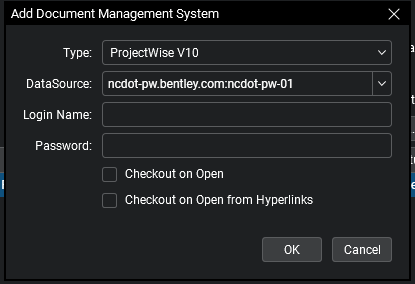 Add Document Management System
Type: ProjectWise V10
DataSource: ncdot-pw.bentley.com:ncdot-pw-01
Login Name:
Password:
Checkout on Open
Checkout on Open from Hyperlinks
OK Cancel